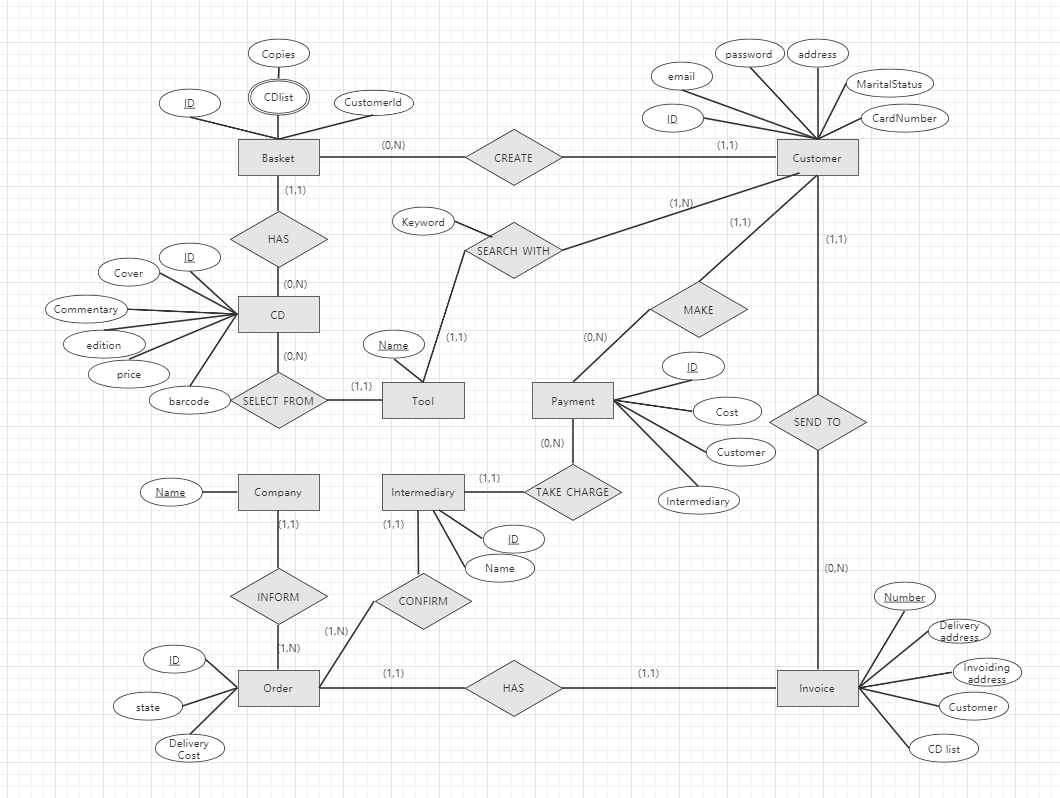 Copies
password
address
email
MaritalStatus
CDlist
ID
CustomerId
ID
CardNumber
Basket
(0,N)
CREATE
(1,1)
Customer
(1,1)
(1,N)
Keyword
(1,1)
HAS
SEARCH WITH
(1,1)
ID
Cover
(0,N)
Commentary
CD
MAKE
edition
Name
(1,1)
(0,N)
(0,N)
price
ID
(1,1)
barcode
SELECT FROM
Tool
Payment
Cost
SEND TO
(0,N)
Customer
(1,1)
Name
Company
Intermediary
TAKE CHARGE
Intermediary
(1,1)
(1,1)
ID
Name
(0,N)
INFORM
CONFIRM
Number
(1,N)
Delivery
address
(1,N)
ID
(1,1)
(1,1)
Invoiding
address
Order
HAS
Invoice
state
Customer
Delivery
Cost
CD list